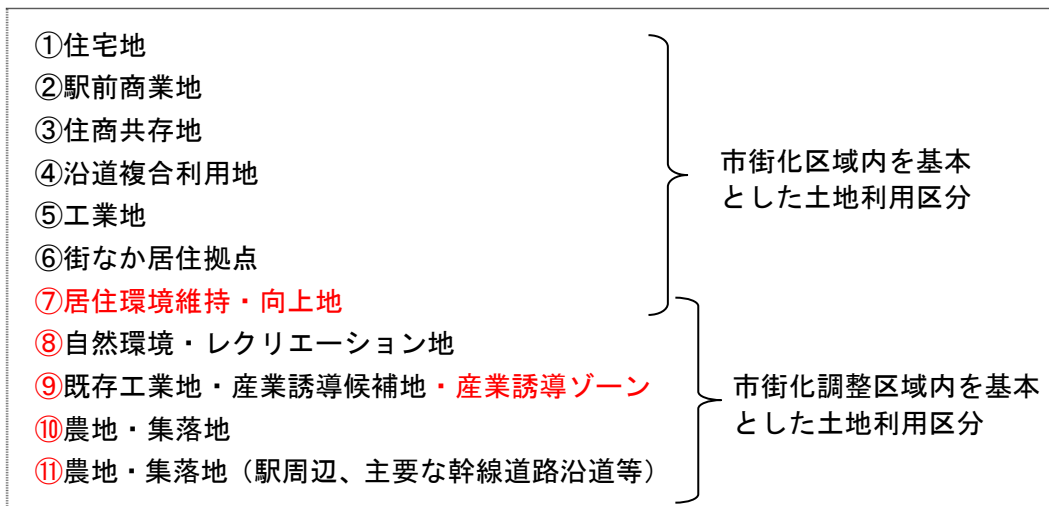 ①住宅地
②駅前商業地
③住商共存地
④沿道複合利用地
⑤工業地
⑥街なか居住拠点
⑦居住環境維持・向上地
⑧自然環境・レクリエーション地
⑨既存工業地・産業誘導候補地・産業誘導ゾーン
⑩農地・集落地
⑪農地・集落地（駅周辺、主要な幹線道路沿道等）
市街化区域内を基本
とした土地利用区分
市街化調整区域内を基本
とした土地利用区分